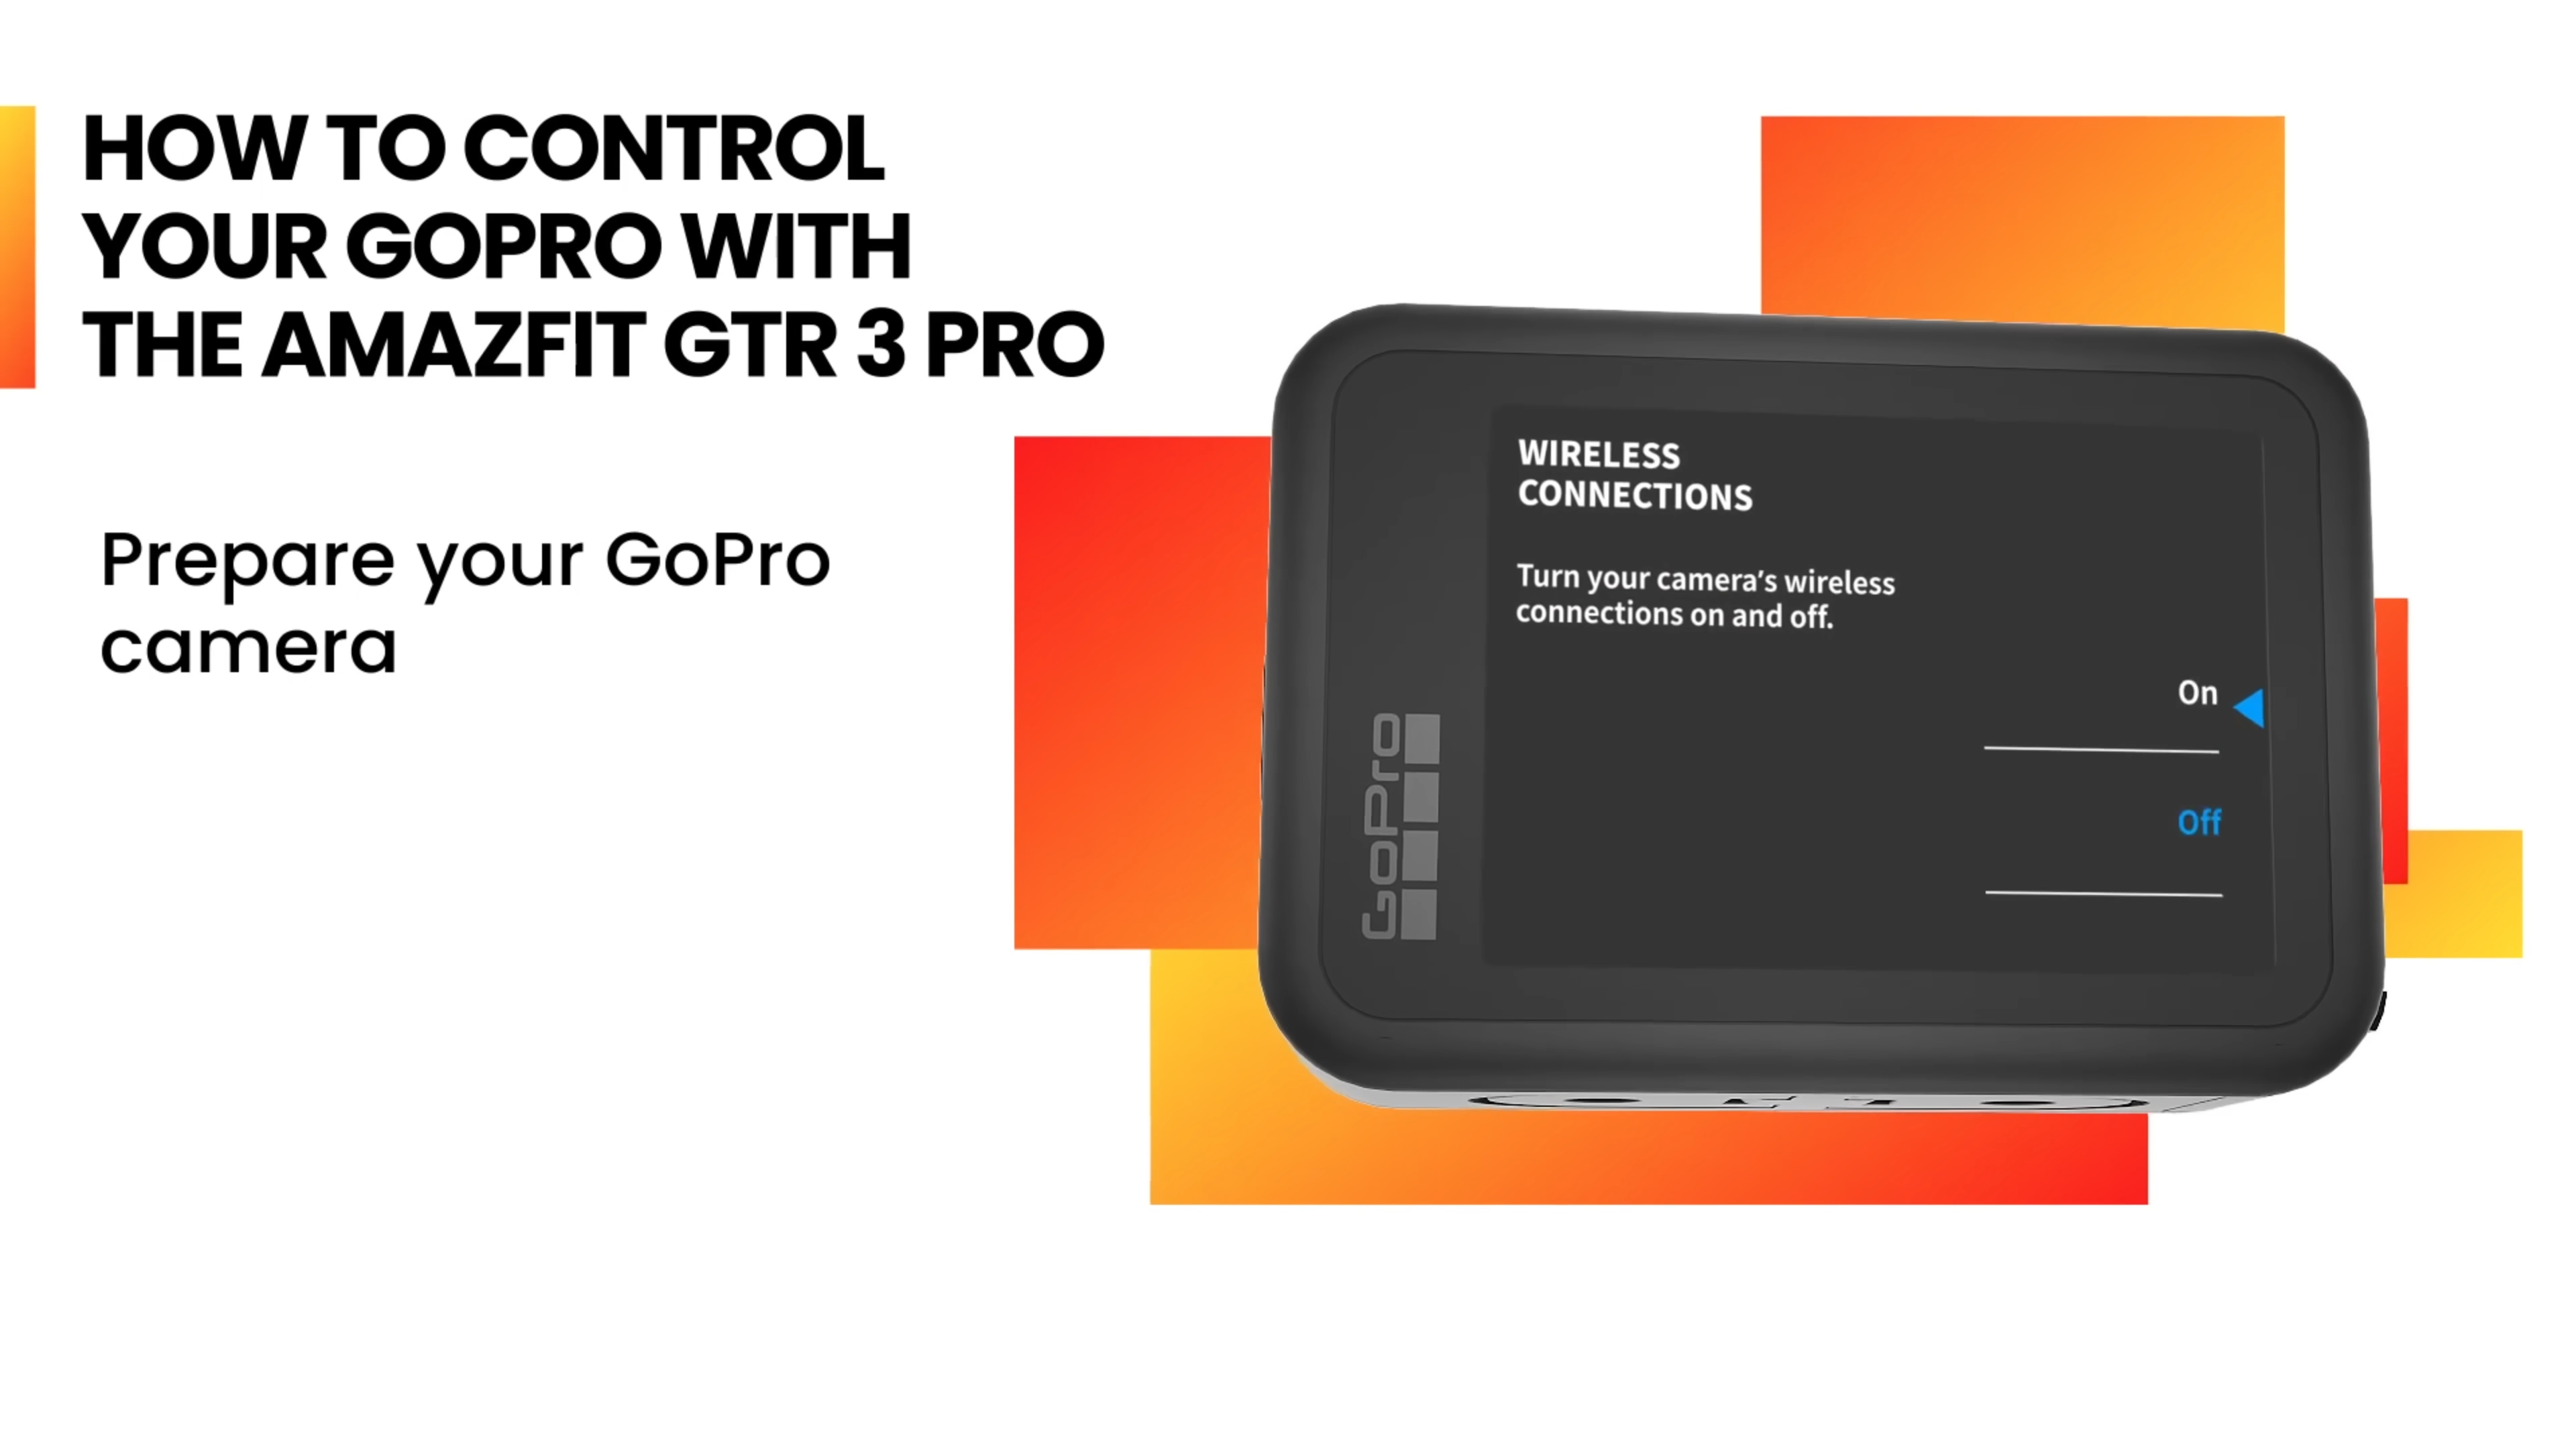 HOW TO CONTROL
YOUR GOPRO WITH
THE AMAZFIT GTR 3 PRO
Prepare your GoPro
camera
WIRELESS
CONNECTIONS
Turn your camera's wireless
connections on and off.
On
Off
GoPro